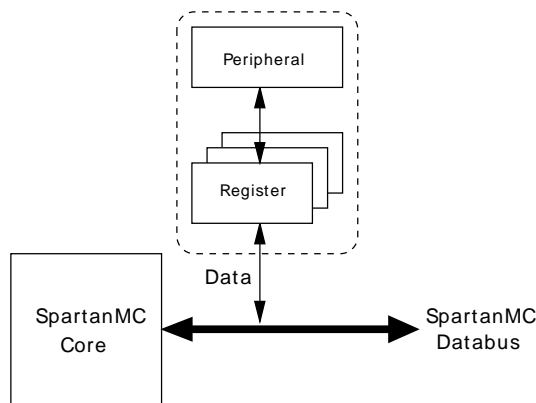 Peripheral
Register
Data
SpartanMC
Core
SpartanMC
Databus